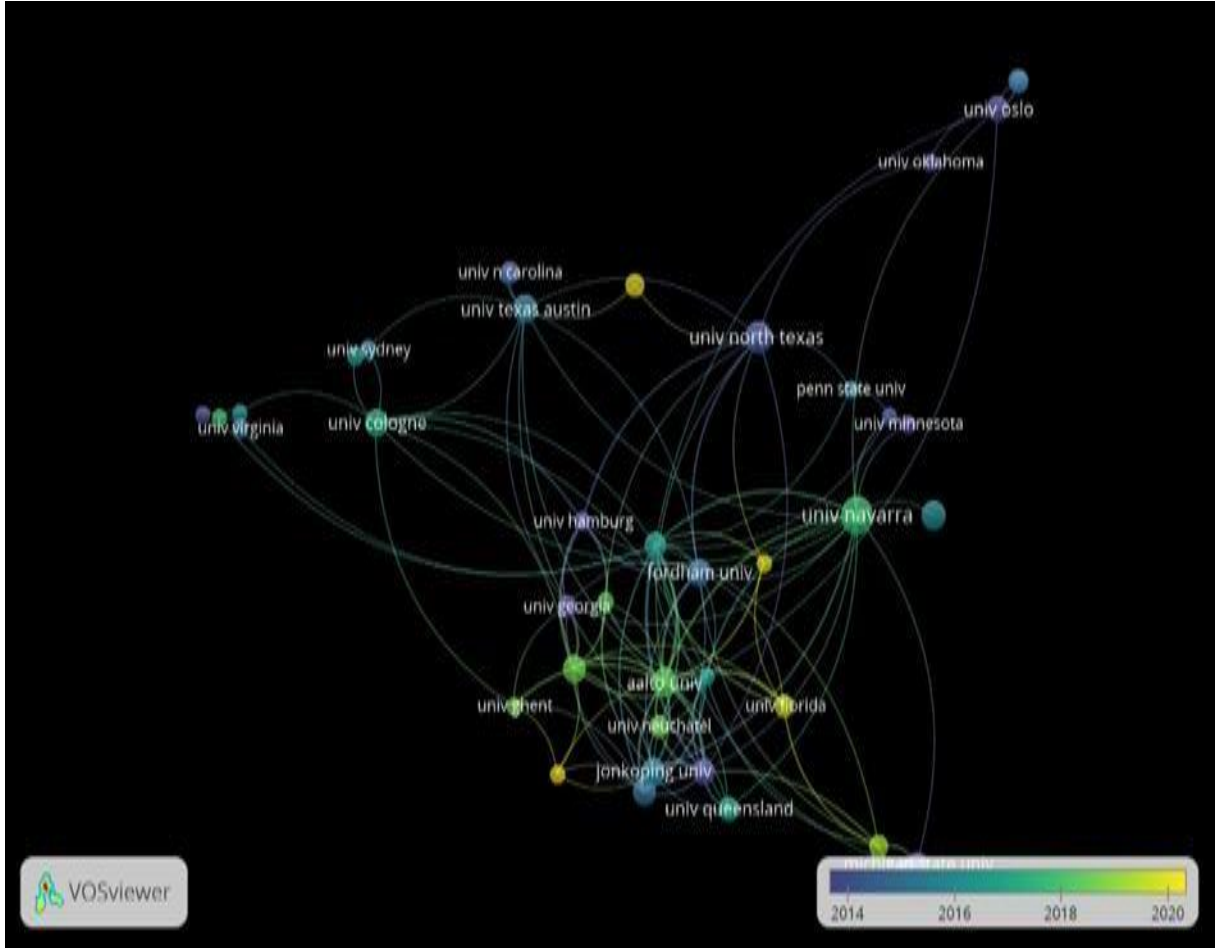 univ oslo
univ oklahoma
univ n carolina
univ texas austin
univ north texas
univ sydney
penn state univ
univ virginia
univ cologne
univ minnesota
univ navarra
univ hamburg
fordham univ.
univ georgia
aalto univ
univ ghent
univ florida
univ neuchatel
jonkoping univ
univ queensland
michigan state univ
VOSviewer
2014 2016 2018 2020